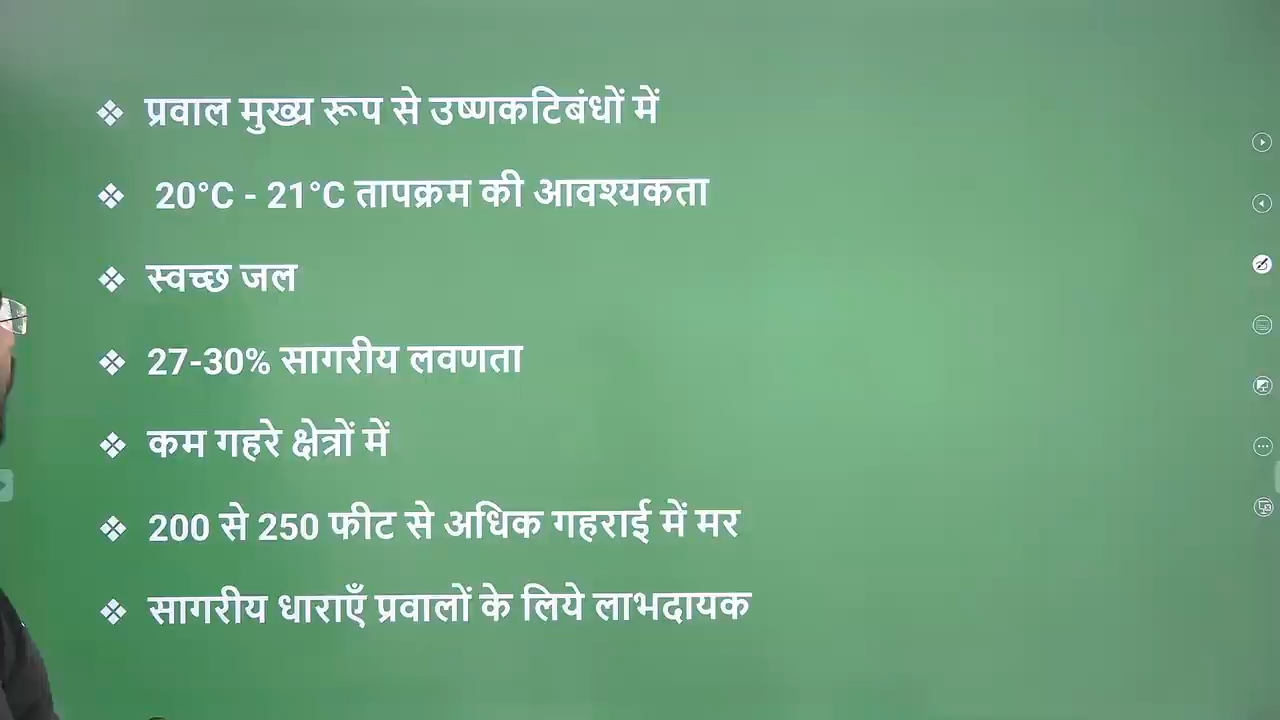 ❖ प्रवाल मुख्य रूप से उष्णकटिबंधों में
❖ 20°C - 21°C तापक्रम की आवश्यकता
❖ स्वच्छ जल
❖ 27-30% सागरीय लवणता
❖ कम गहरे क्षेत्रों में
❖ 200 से 250 फीट से अधिक गहराई में मर
❖ सागरीय धाराएँ प्रवालों के लिये लाभदायक